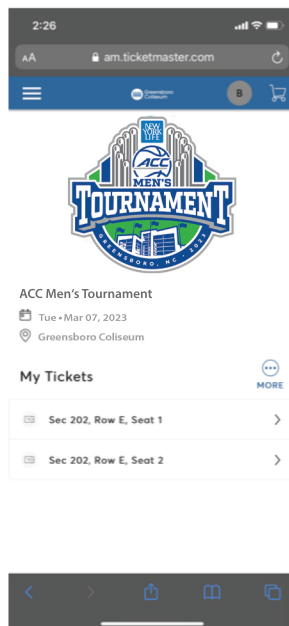 2:26
AA am.ticketmaster.com
Greensboro
Coliseum
B
NEW
YORK
LIFE
ACC
MEN'S
TOURNAMENT
GREENSBORO, NC • 2023
ACC Men's Tournament
Tue • Mar 07, 2023
Greensboro Coliseum
My Tickets
MORE
Sec 202, Row E, Seat 1
Sec 202, Row E, Seat 2